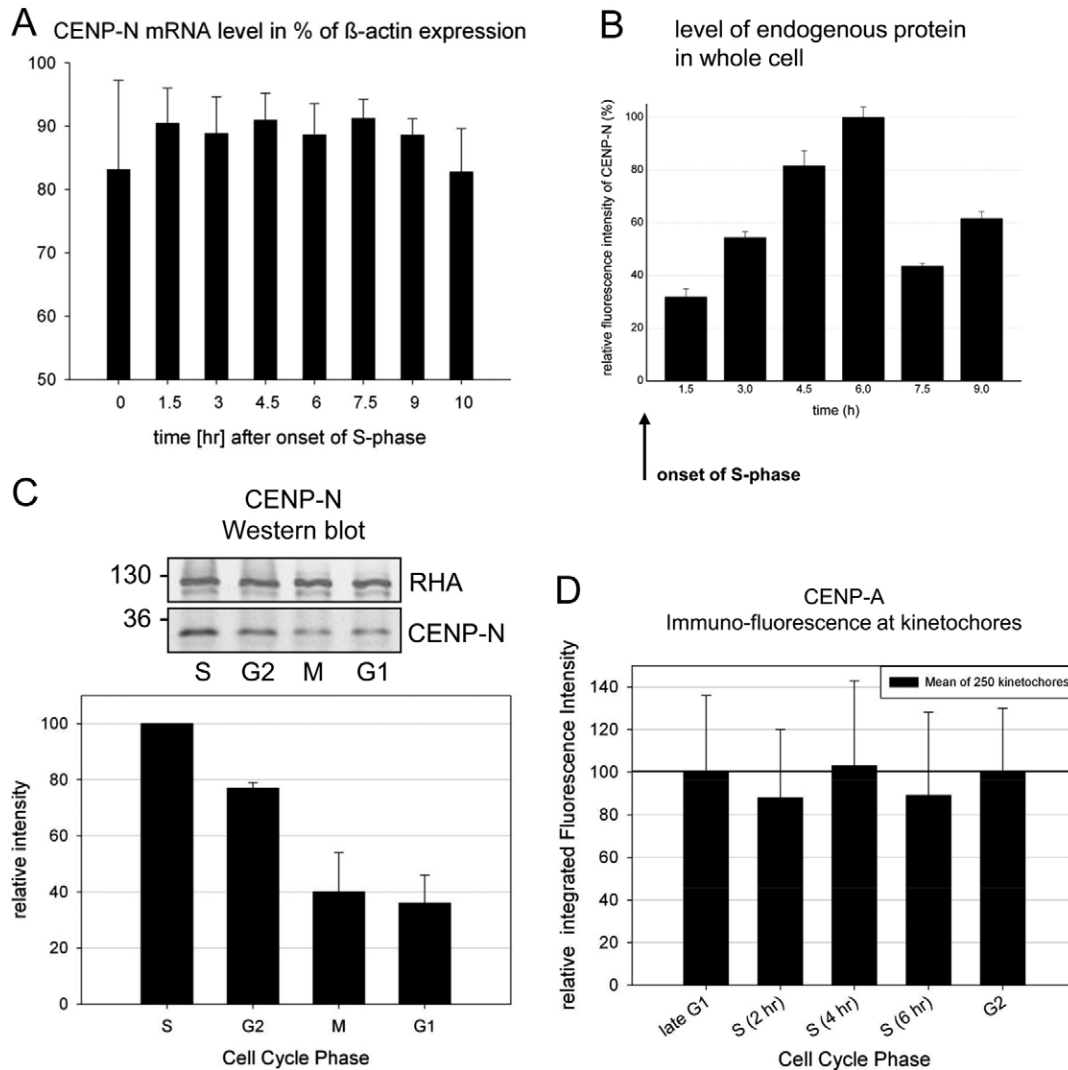 A
CENP-N mRNA level in % of ß-actin expression
100
90
80
70
60
50
0 1.5 3 4.5 6 7.5 9 10
time [hr] after onset of S-phase
B
level of endogenous protein
in whole cell
relative fluorescence intensity of CENP-N (%)
100
80
60
40
20
0
1.5 3.0 4.5 6.0 7.5 9.0
time (h)
onset of S-phase
C
CENP-N
Western blot
130
RHA
36
CENP-N
S G2 M G1
relative intensity
100
80
60
40
20
0
S G2 M G1
Cell Cycle Phase
D
CENP-A
Immuno-fluorescence at kinetochores
relative integrated Fluorescence Intensity
Mean of 250 kinetochores
140
120
100
80
60
40
20
0
late G1 S (2 hr) S (4 hr) S (6 hr) G2
Cell Cycle Phase